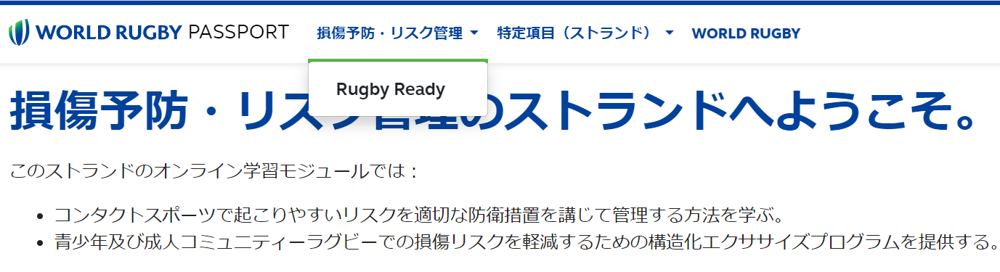 WORLD RUGBY PASSPORT 損傷予防・リスク管理 特定項目（ストランド） WORLD RUGBY
Rugby Ready
損傷予防・リスク管理のストランドへようこそ。
このストランドのオンライン学習モジュールでは：
• コンタクトスポーツで起こりやすいリスクを適切な防衛措置を講じて管理する方法を学ぶ。
• 青少年及び成人コミュニティーラグビーでの損傷リスクを軽減するための構造化エクササイズプログラムを提供する。